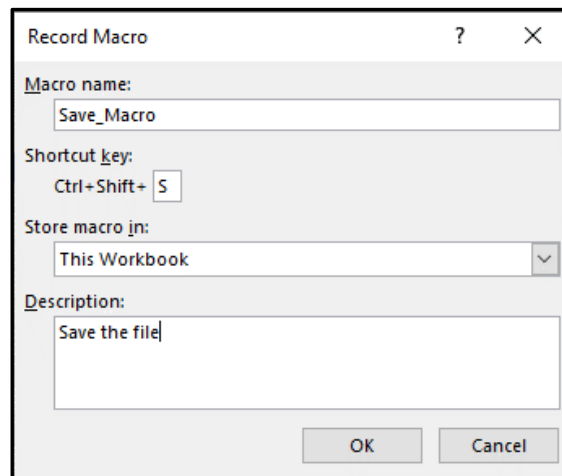 Record Macro ? ×
Macro name:
Save_Macro
Shortcut key:
Ctrl+Shift+ S
Store macro in:
This Workbook
Description:
Save the file
OK Cancel